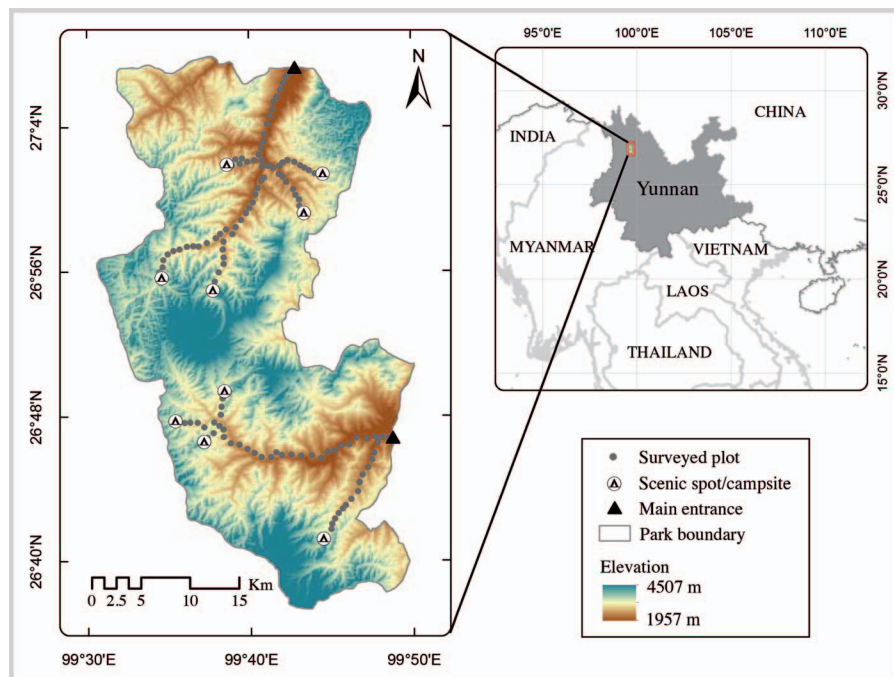 95°0'E 100°0'E 105°0'E 110°0'E
N
30°0'N
CHINA
INDIA
27°4'N
25°0'N
Yunnan
MYANMAR
VIETNAM
26°56'N
20°0'N
LAOS
THAILAND
15°0'N
26°48'N
Surveyed plot
Scenic spot/campsite
Main entrance
Park boundary
26°40'N
Elevation
4507 m
1957 m
Km
0 2.5 5 10 15
99°30'E 99°40'E 99°50'E